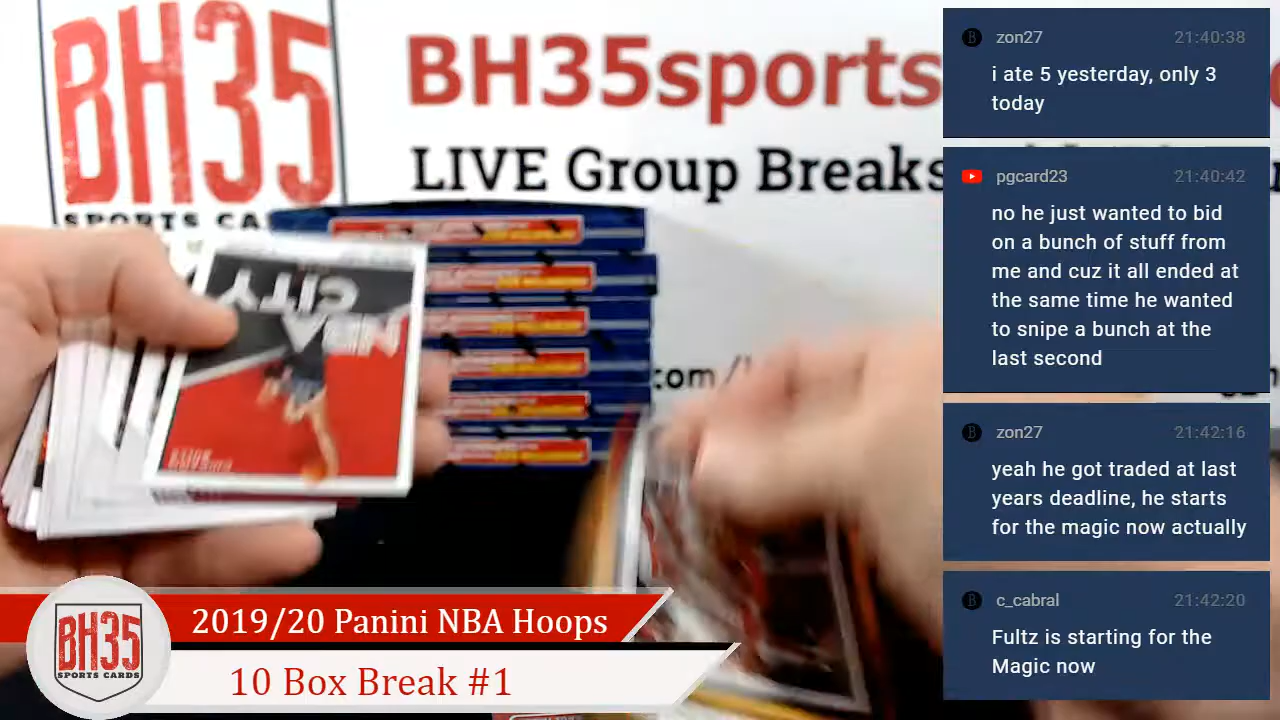 BH35
SPORTS CAR
BH35sports
LIVE Group Breaks
com/
NBA
CITY
BH35
SPORTS CARDS
2019/20 Panini NBA Hoops
10 Box Break #1
zon27 21:40:38
i ate 5 yesterday, only 3
today
pgcard23 21:40:42
no he just wanted to bid
on a bunch of stuff from
me and cuz it all ended at
the same time he wanted
to snipe a bunch at the
last second
zon27 21:42:16
yeah he got traded at last
years deadline, he starts
for the magic now actually
c_cabral 21:42:20
Fultz is starting for the
Magic now